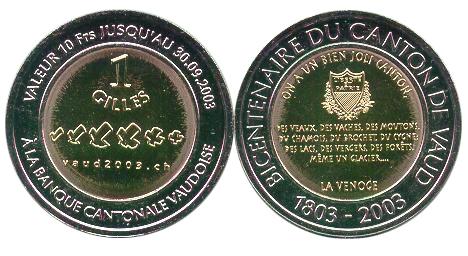 VALEUR 10 Frs JUSQU'AU 30.09.2003
1
GILLES
vaud2003.ch
À LA BANQUE CANTONALE VAUDOISE
BICENTENAIRE DU CANTON DE VAUD
ON A UN BIEN JOLI CANTON:
PATRIE
DES VEAUX, DES VACHES, DES MOUTONS,
DU CHAMOIS, DU BROCHET, DU CYGNE;
DES LACS, DES VERGERS, DES FORÊTS,
MÊME UN GLACIER....
LA VENOGE
1803 - 2003